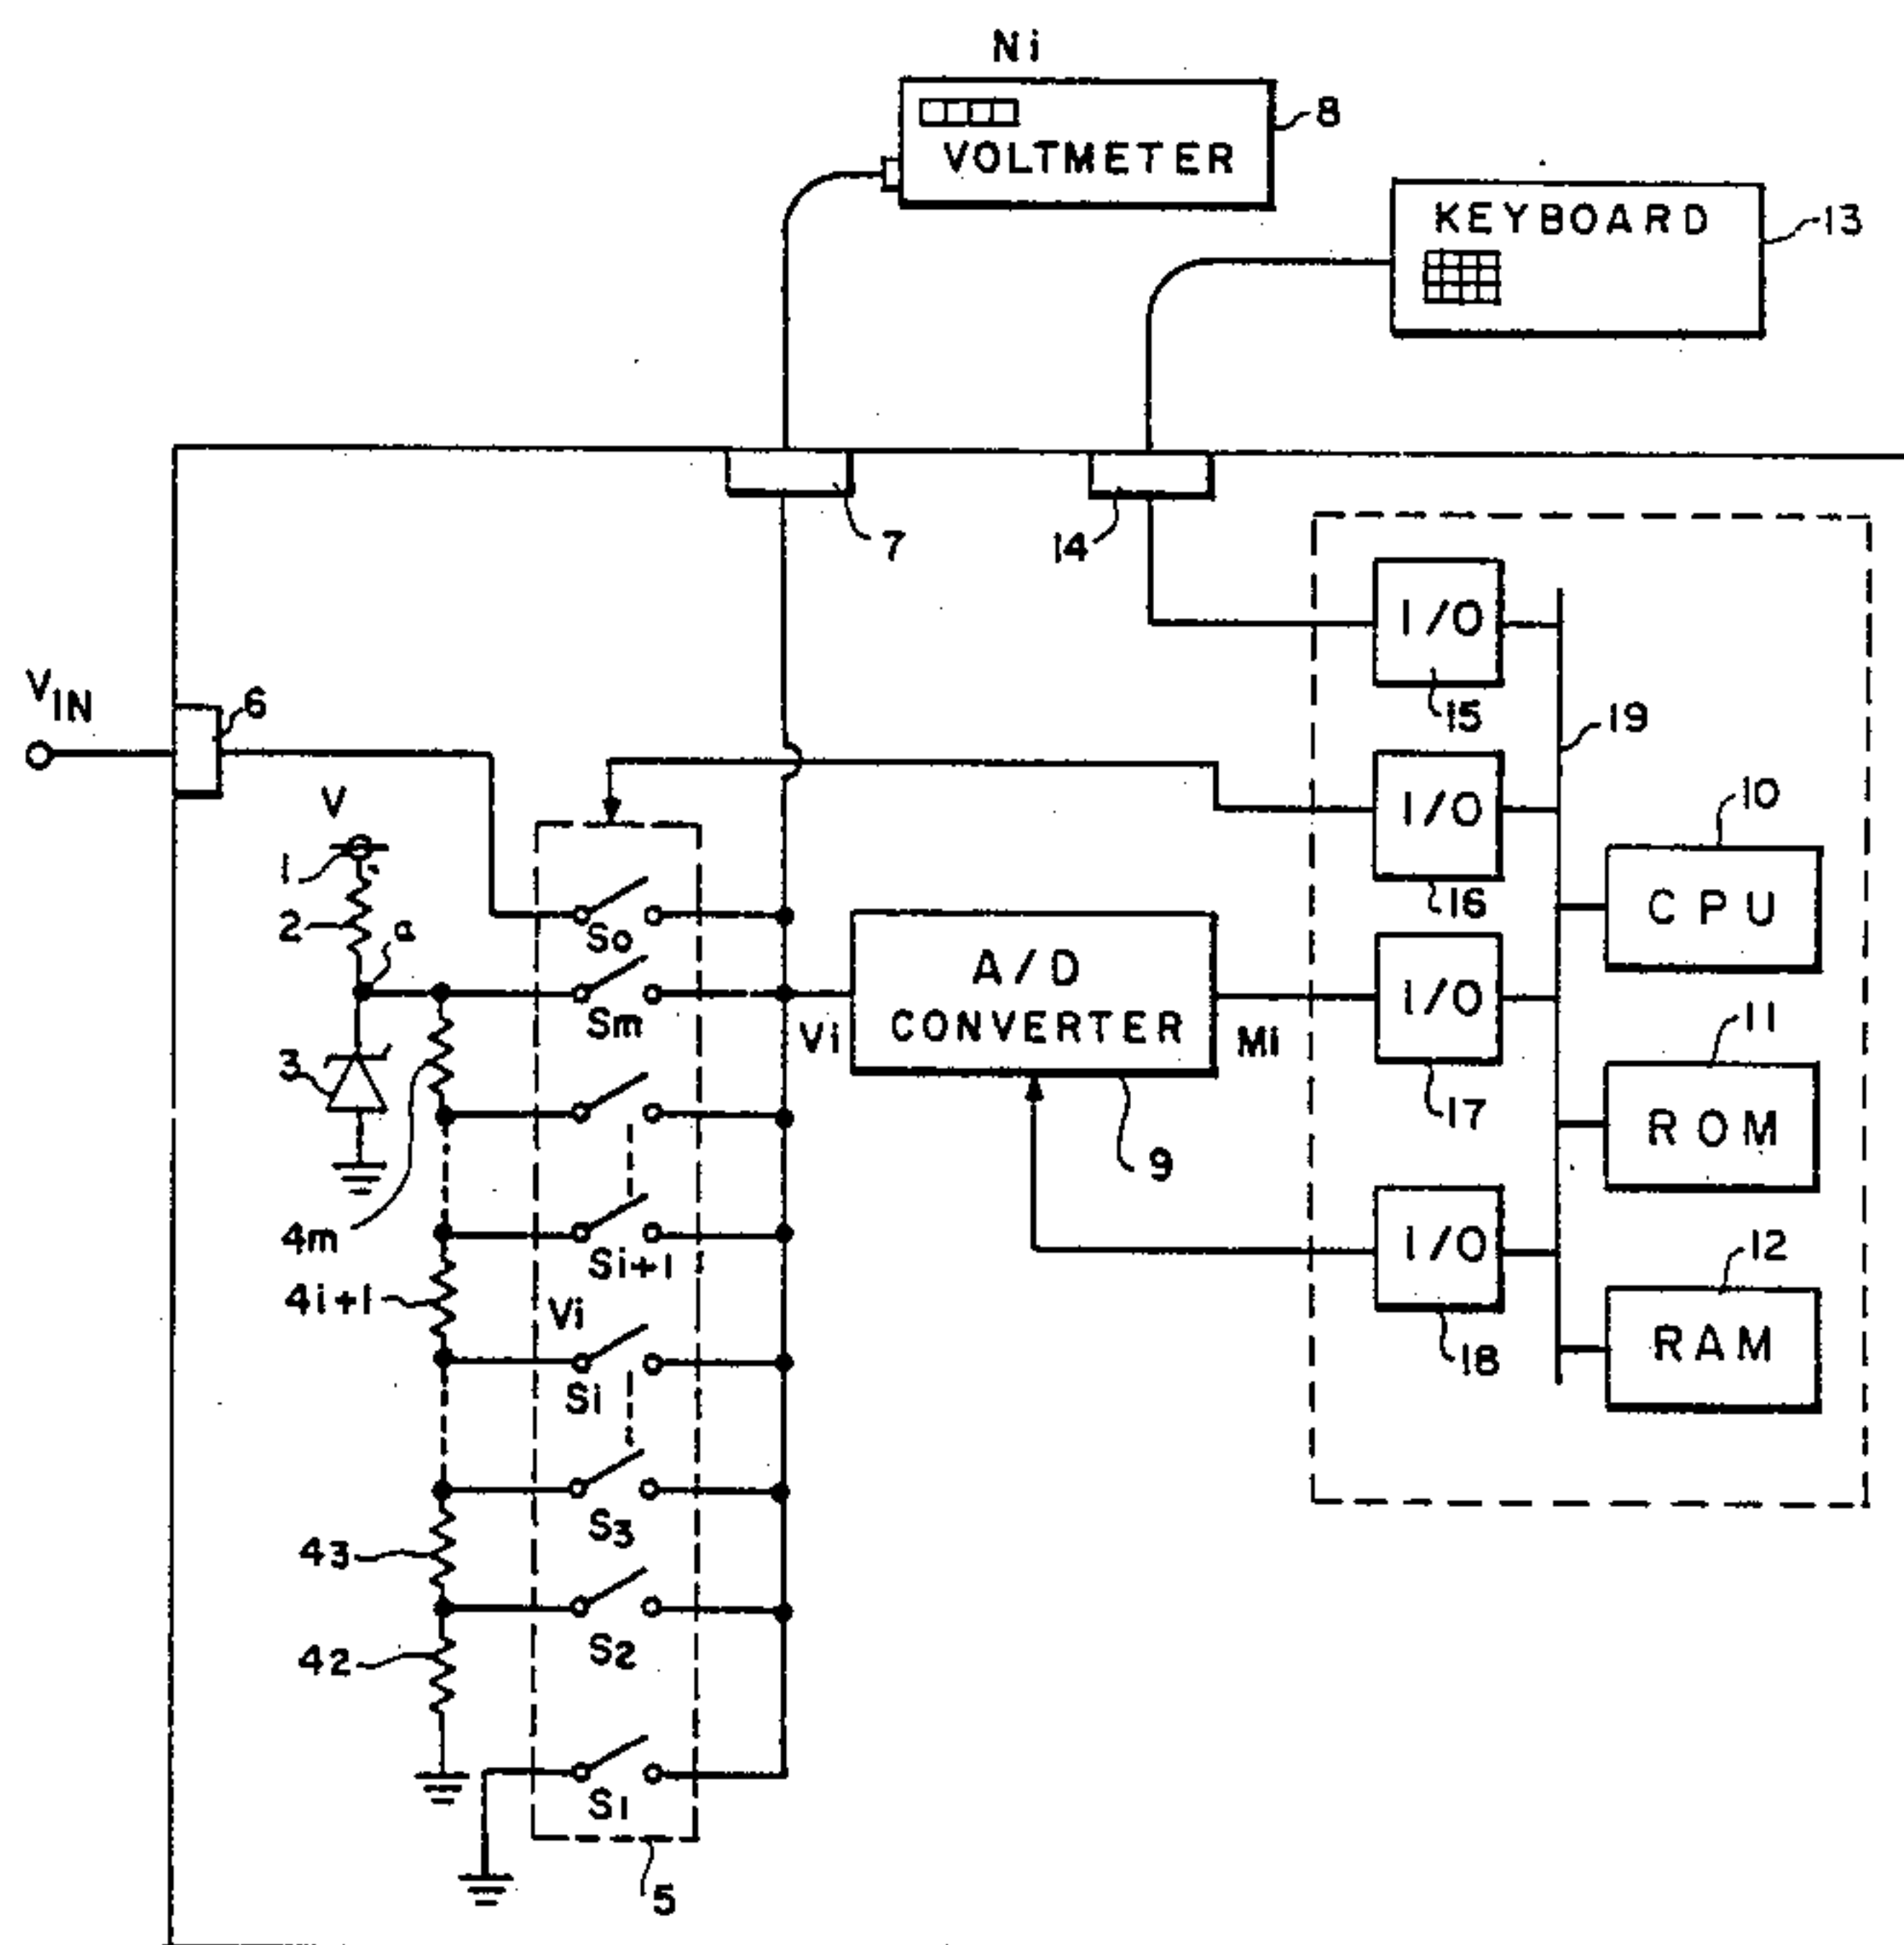 Ni
8
VOLTMETER
KEYBOARD
13
7
14
I/O
15
19
VIN
6
V
1
2
a
3
4m
4i+1
43
42
So
Sm
Si+1
Vi
Si
S3
S2
S1
5
Vi
A/D
CONVERTER
Mi
9
I/O
16
I/O
17
I/O
18
10
CPU
11
ROM
12
RAM